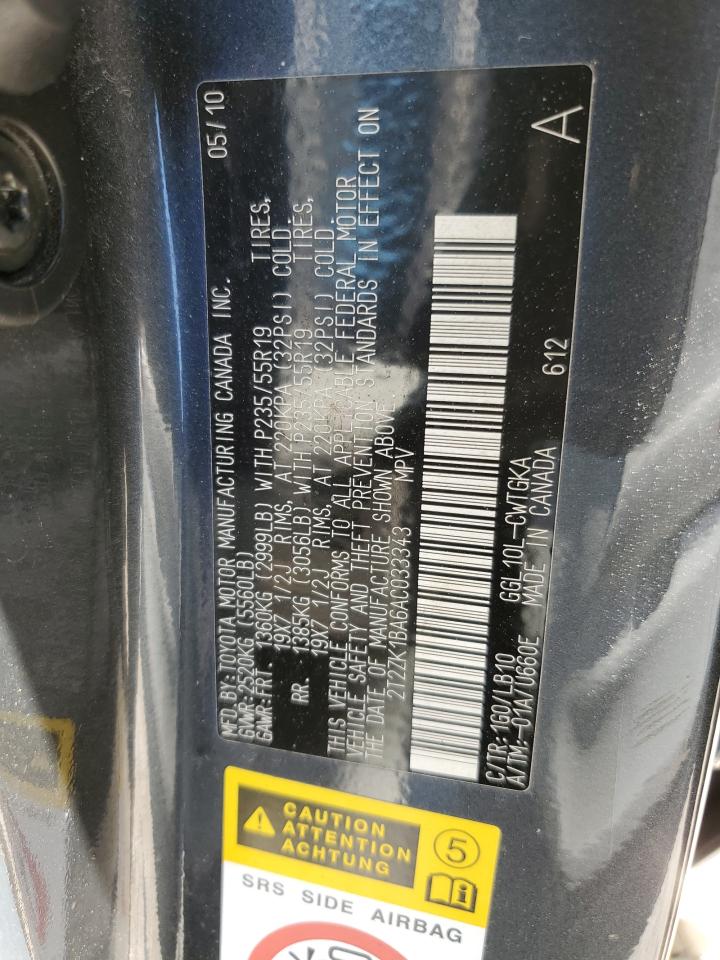 MFD. BY: TOYOTA MOTOR MANUFACTURING CANADA INC. 05/10
GVWR: 2520KG (5560LB)
GAWR: FRT. 1360KG (2999LB) WITH P235/55R19 TIRES,
19X7 1/2J RIMS, AT 220KPA (32PSI) COLD.
RR. 1385KG (3056LB) WITH P235/55R19 TIRES,
19X7 1/2J RIMS, AT 220KPA (32PSI) COLD.
THIS VEHICLE CONFORMS TO ALL APPLICABLE FEDERAL MOTOR
VEHICLE SAFETY AND THEFT PREVENTION STANDARDS IN EFFECT ON
THE DATE OF MANUFACTURE SHOWN ABOVE.
2T2ZK1BA6AC033343 MPV
C/TR: 1G0/LB10 GGL10L-CWTGKA
A/TM: -01A/U660E MADE IN CANADA 612 A
CAUTION
ATTENTION
ACHTUNG
5
SRS SIDE AIRBAG